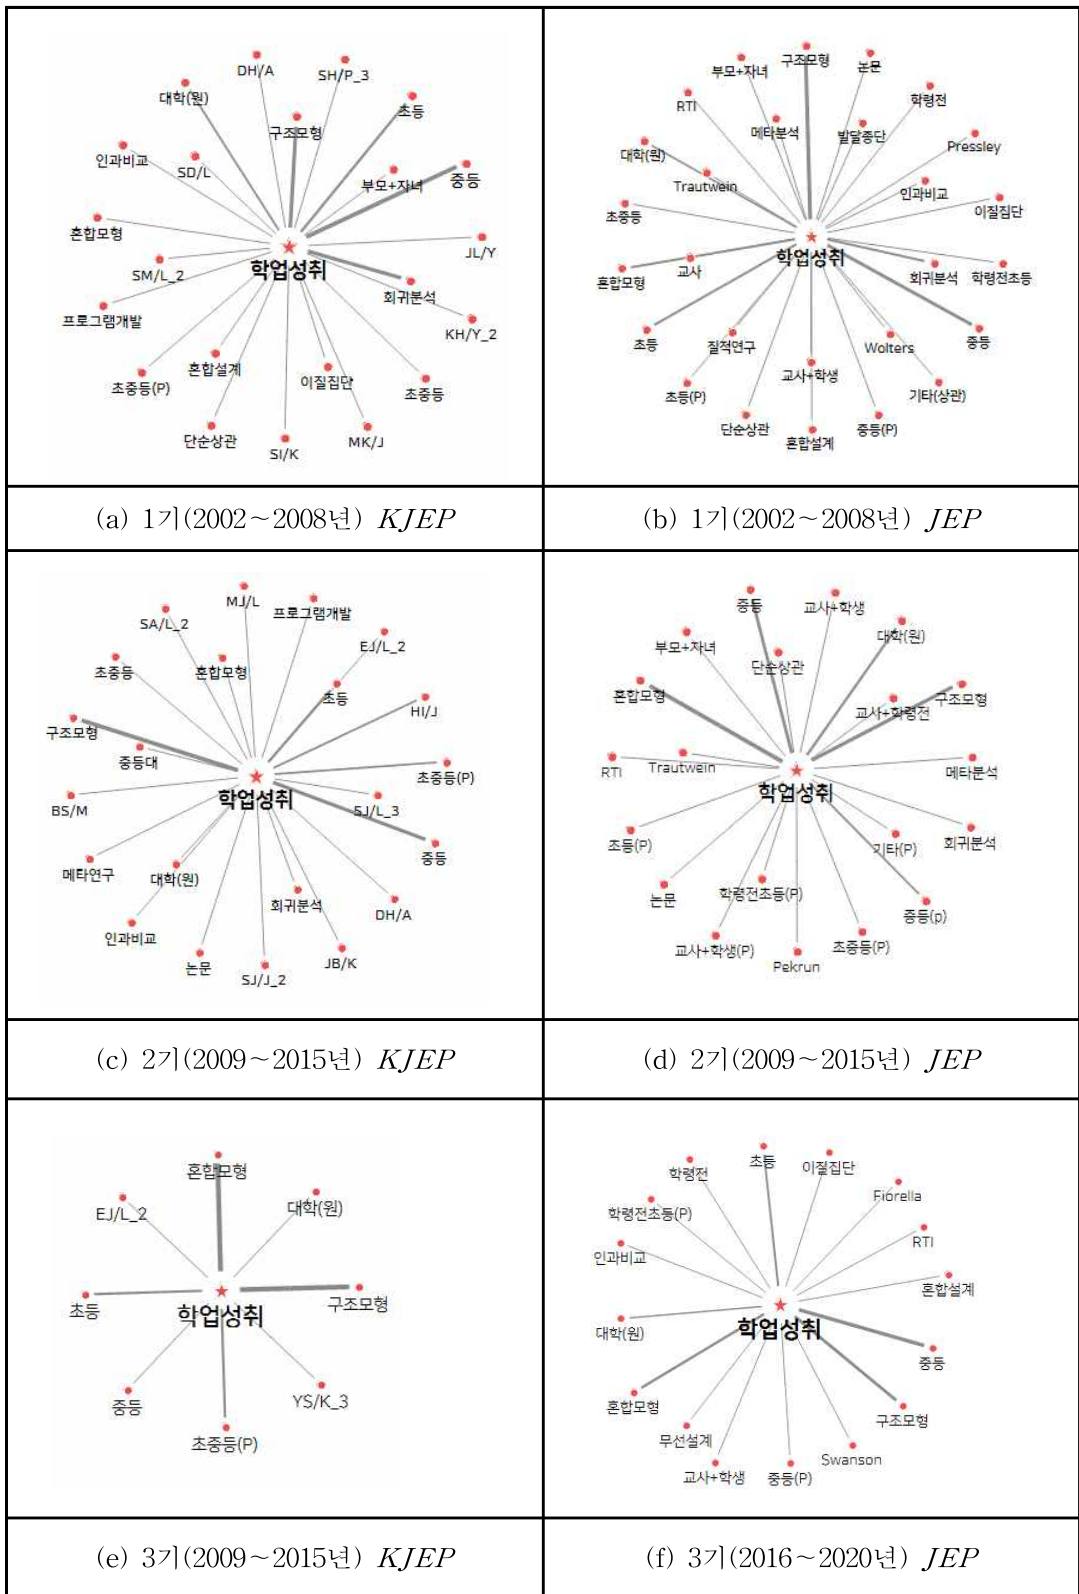 DH/A
SH/P_3
대학(원)
초등
구조모형
인과비교
SD/L
부모+자녀
중등
혼합모형
JL/Y
SM/L_2
학업성취
회귀분석
프로그램개발
KH/Y_2
초중등(P)
혼합설계
이질집단
초중등
단순상관
SI/K
MK/J
구조모형
논문
부모+자녀
RTI
학령전
메타분석
발달종단
Pressley
대학(원)
Trautwein
인과비교
이질집단
초중등
학업성취
혼합모형
교사
회귀분석
학령전초등
초등
질적연구
Wolters
중등
교사+학생
초등(P)
기타(상관)
단순상관
혼합설계
중등(P)
(a) 1기(2002~2008년) KJEP
(b) 1기(2002~2008년) JEP
MJ/L
프로그램개발
SA/L_2
EJ/L_2
초중등
혼합모형
초등
HI/J
구조모형
중등대
초중등(P)
학업성취
BS/M
SJ/L_3
중등
메타연구
대학(원)
회귀분석
DH/A
인과비교
논문
SJ/J_2
JB/K
중등
교사+학생
부모+자녀
대학(원)
단순상관
혼합모형
교사+학령전
구조모형
RTI
Trautwein
메타분석
학업성취
초등(P)
기타(P)
회귀분석
논문
학령전초등(P)
중등(p)
교사+학생(P)
Pekrun
초중등(P)
(c) 2기(2009~2015년) KJEP
(d) 2기(2009~2015년) JEP
혼합모형
EJ/L_2
대학(원)
초등
학업성취
구조모형
중등
YS/K_3
초중등(P)
초등
이질집단
학령전
Fiorella
학령전초등(P)
RTI
인과비교
혼합설계
대학(원)
학업성취
중등
혼합모형
구조모형
무선설계
Swanson
교사+학생
중등(P)
(e) 3기(2009~2015년) KJEP
(f) 3기(2016~2020년) JEP